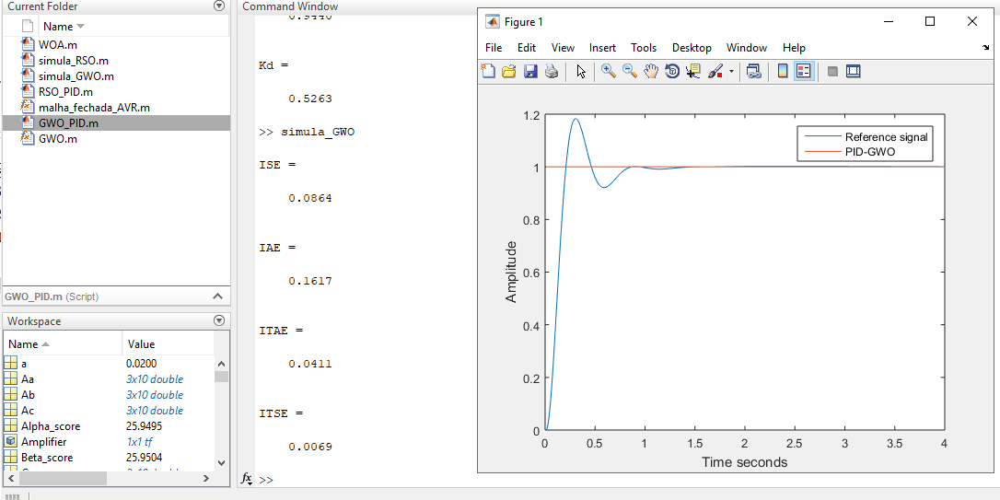 Current Folder
Name
WOA.m
simula_RSO.m
simula_GWO.m
RSO_PID.m
malha_fechada_AVR.m
GWO_PID.m
GWO.m
GWO_PID.m (Script)
Workspace
Name Value
a 0.0200
Aa 3x10 double
Ab 3x10 double
Ac 3x10 double
Alpha_score 25.9495
Amplifier 1x1 tf
Beta_score 25.9504
Command Window
Kd =
0.5263
>> simula_GWO
ISE =
0.0864
IAE =
0.1617
ITAE =
0.0411
ITSE =
0.0069
fx >>
Figure 1
File Edit View Insert Tools Desktop Window Help
Reference signal
PID-GWO
1.2
1
0.8
0.6
0.4
0.2
0
Amplitude
0 0.5 1 1.5 2 2.5 3 3.5 4
Time seconds